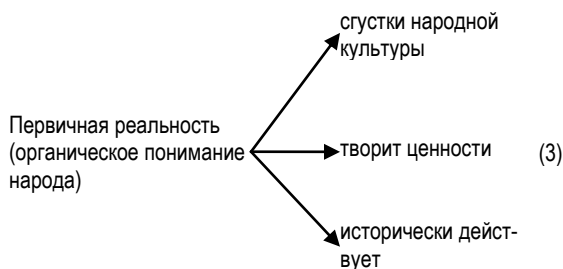 сгустки народной
культуры
Первичная реальность
(органическое понимание
народа)
творит ценности (3)
исторически дейст-
вует